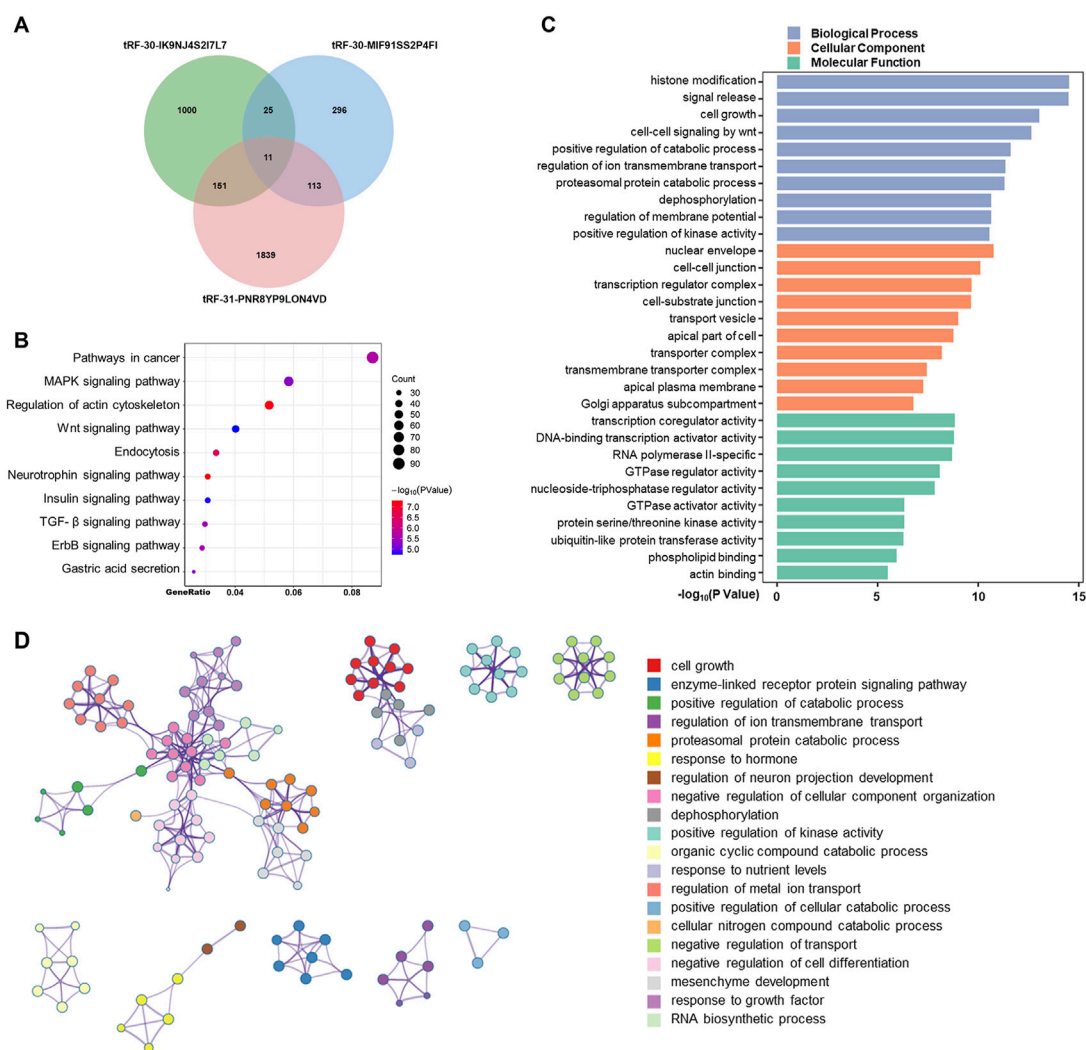 A
tRF-30-IK9NJ4S2I7L7
tRF-30-MIF91SS2P4FI
1000
25
296
11
151
113
1839
tRF-31-PNR8YP9LON4VD
B
Pathways in cancer
MAPK signaling pathway
Regulation of actin cytoskeleton
Wnt signaling pathway
Endocytosis
Neurotrophin signaling pathway
Insulin signaling pathway
TGF- β signaling pathway
ErbB signaling pathway
Gastric acid secretion
GeneRatio
0.04
0.06
0.08
Count
30
40
50
60
70
80
90
−log10(PValue)
7.0
6.5
6.0
5.5
5.0
C
Biological Process
Cellular Component
Molecular Function
histone modification
signal release
cell growth
cell-cell signaling by wnt
positive regulation of catabolic process
regulation of ion transmembrane transport
proteasomal protein catabolic process
dephosphorylation
regulation of membrane potential
positive regulation of kinase activity
nuclear envelope
cell-cell junction
transcription regulator complex
cell-substrate junction
transport vesicle
apical part of cell
transporter complex
transmembrane transporter complex
apical plasma membrane
Golgi apparatus subcompartment
transcription coregulator activity
DNA-binding transcription activator activity
RNA polymerase II-specific
GTPase regulator activity
nucleoside-triphosphatase regulator activity
GTPase activator activity
protein serine/threonine kinase activity
ubiquitin-like protein transferase activity
phospholipid binding
actin binding
-log10(P Value)
0
5
10
15
D
cell growth
enzyme-linked receptor protein signaling pathway
positive regulation of catabolic process
regulation of ion transmembrane transport
proteasomal protein catabolic process
response to hormone
regulation of neuron projection development
negative regulation of cellular component organization
dephosphorylation
positive regulation of kinase activity
organic cyclic compound catabolic process
response to nutrient levels
regulation of metal ion transport
positive regulation of cellular catabolic process
cellular nitrogen compound catabolic process
negative regulation of transport
negative regulation of cell differentiation
mesenchyme development
response to growth factor
RNA biosynthetic process